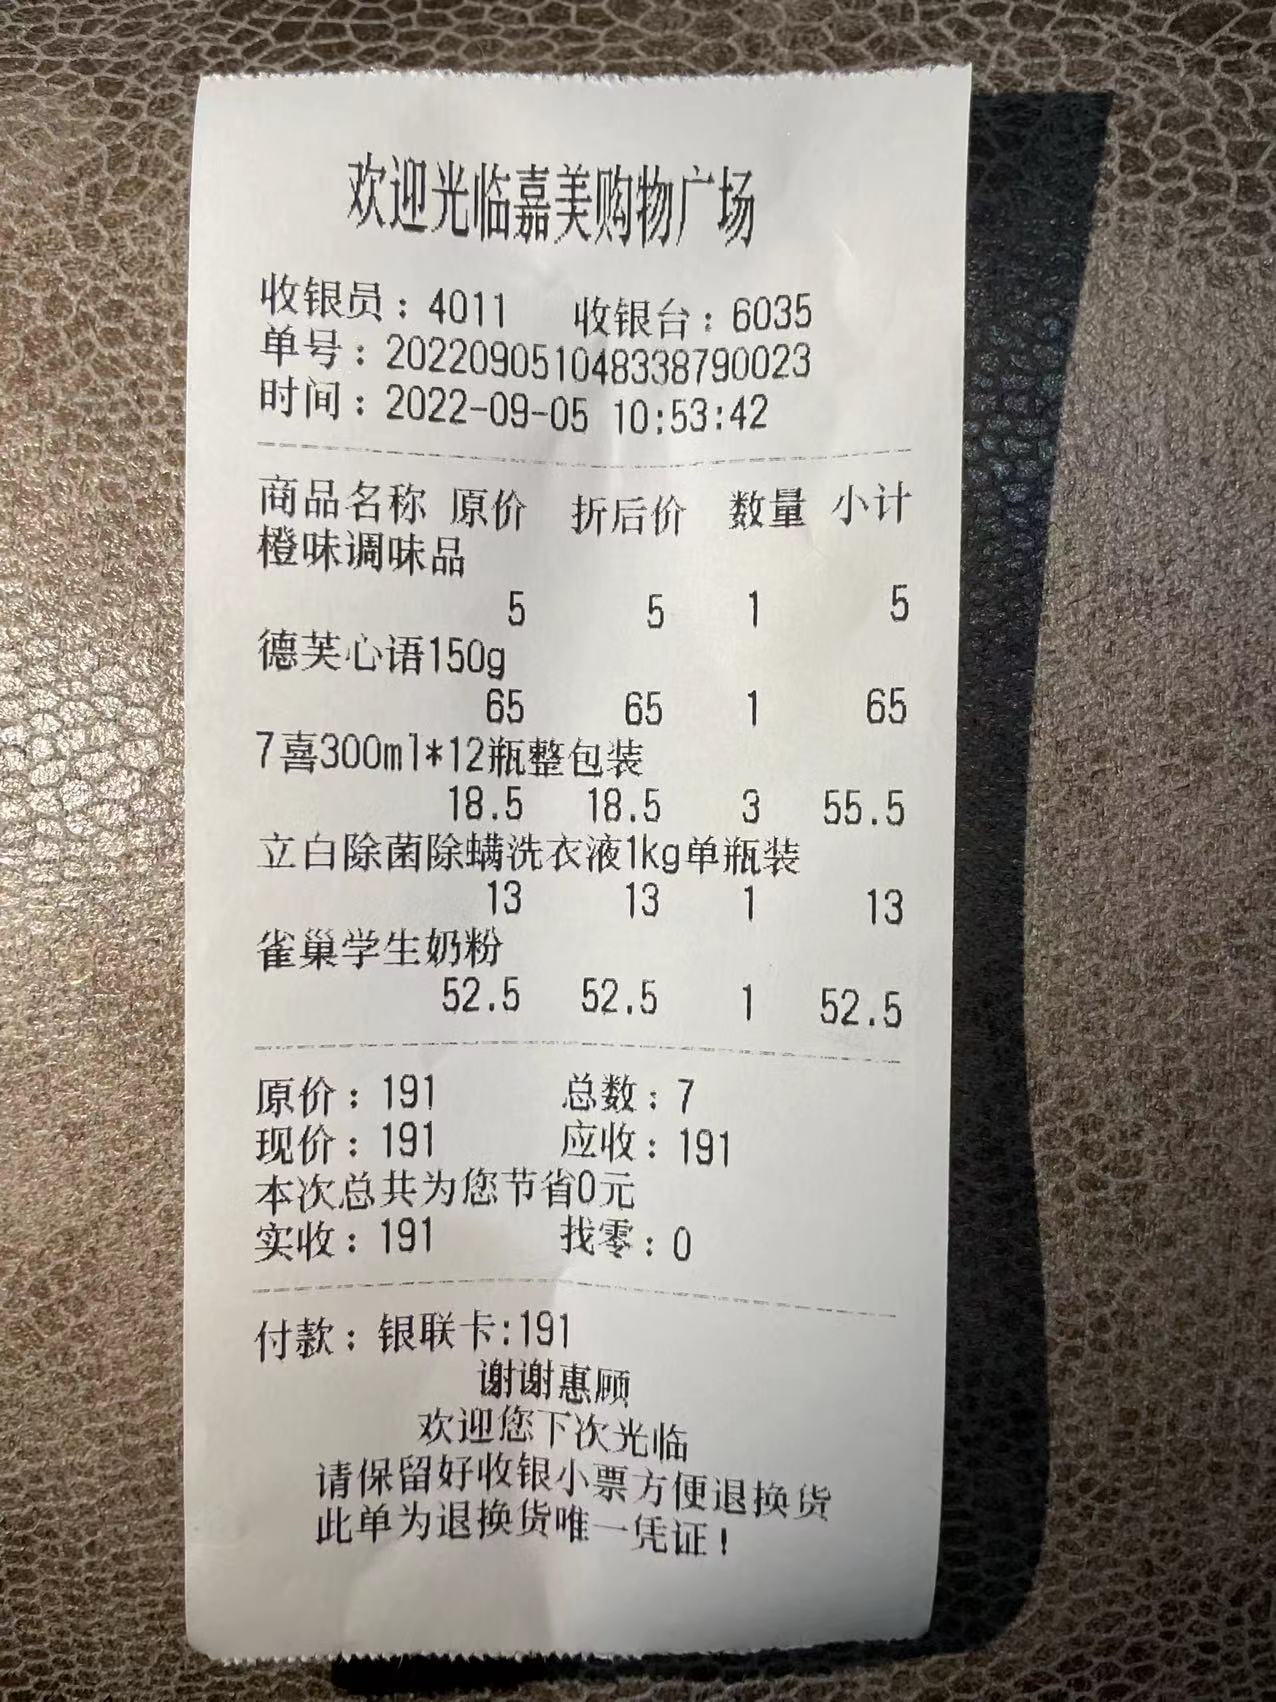 欢迎光临嘉美购物广场
收银员：4011 收银台：6035
单号：202209051048338790023
时间：2022-09-05 10:53:42
商品名称 原价 折后价 数量 小计
橙味调味品
5 5 1 5
德芙心语150g
65 65 1 65
7喜300ml*12瓶整包装
18.5 18.5 3 55.5
立白除菌除螨洗衣液1kg单瓶装
13 13 1 13
雀巢学生奶粉
52.5 52.5 1 52.5
原价：191 总数：7
现价：191 应收：191
本次总共为您节省0元
实收：191 找零：0
付款：银联卡:191
谢谢惠顾
欢迎您下次光临
请保留好收银小票方便退换货
此单为退换货唯一凭证！